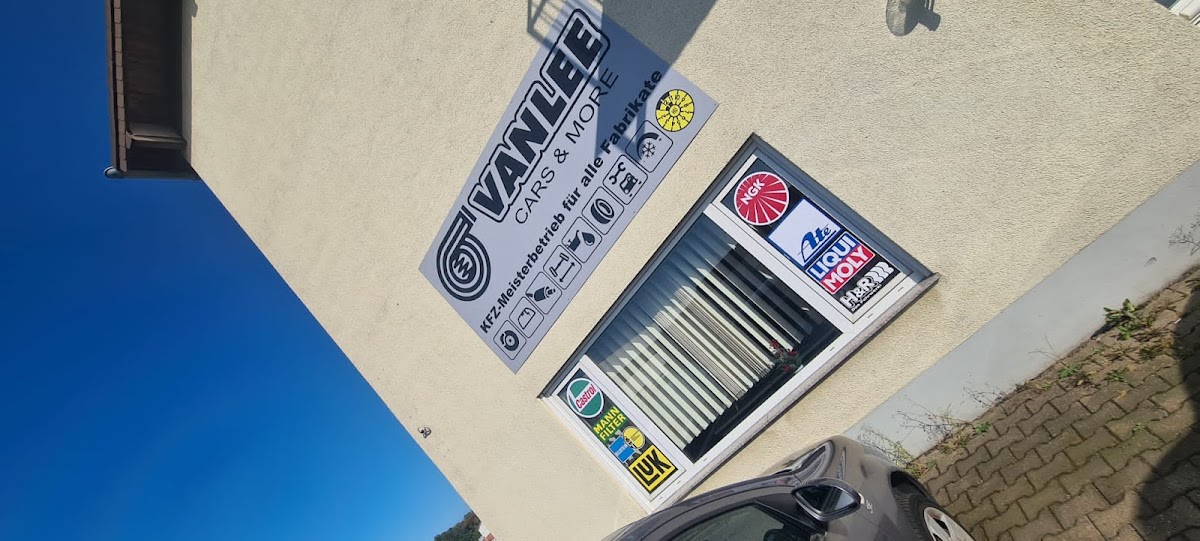 VANLEE
CARS & MORE
KFZ-Meisterbetrieb für alle Fabrikate
Castrol
MANN
FILTER
LUK
NGK
Ate
LIQUI
MOLY
H&R